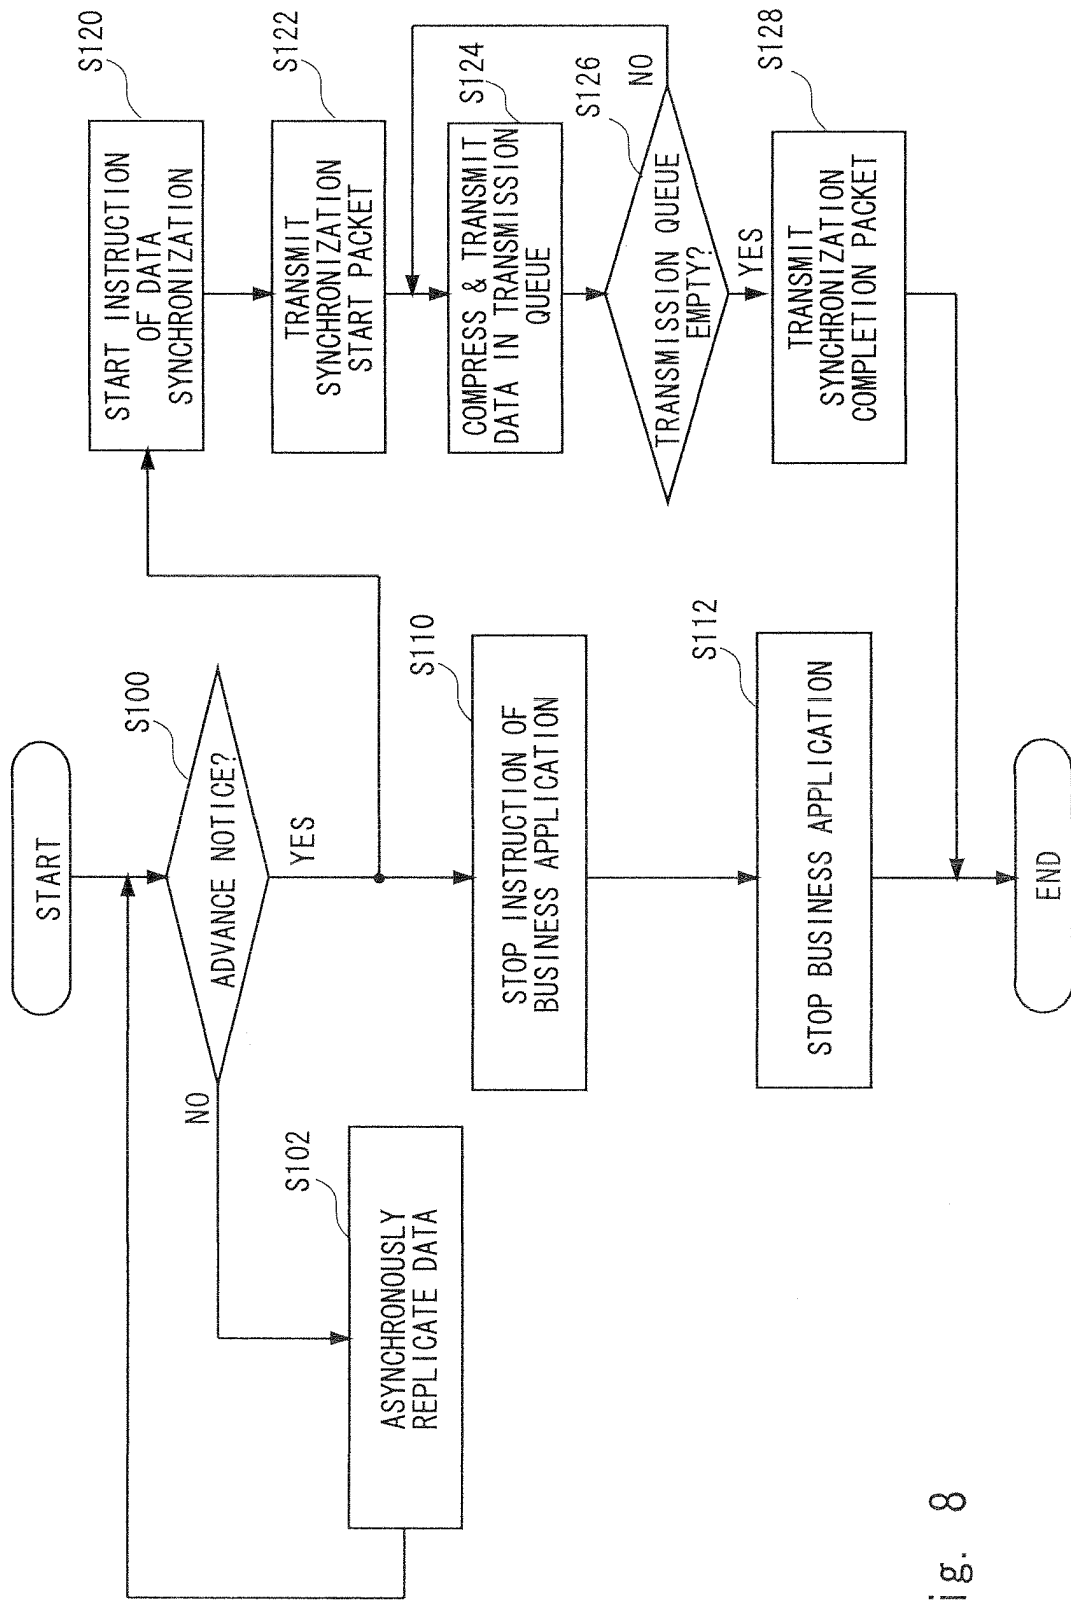 START
S100
ADVANCE NOTICE?
NO
YES
S102
ASYNCHRONOUSLY
REPLICATE DATA
S110
STOP INSTRUCTION OF
BUSINESS APPLICATION
S112
STOP BUSINESS APPLICATION
END
S120
START INSTRUCTION
OF DATA
SYNCHRONIZATION
S122
TRANSMIT
SYNCHRONIZATION
START PACKET
S124
COMPRESS & TRANSMIT
DATA IN TRANSMISSION
QUEUE
S126
TRANSMISSION QUEUE
EMPTY?
NO
YES
S128
TRANSMIT
SYNCHRONIZATION
COMPLETION PACKET
ig. 8